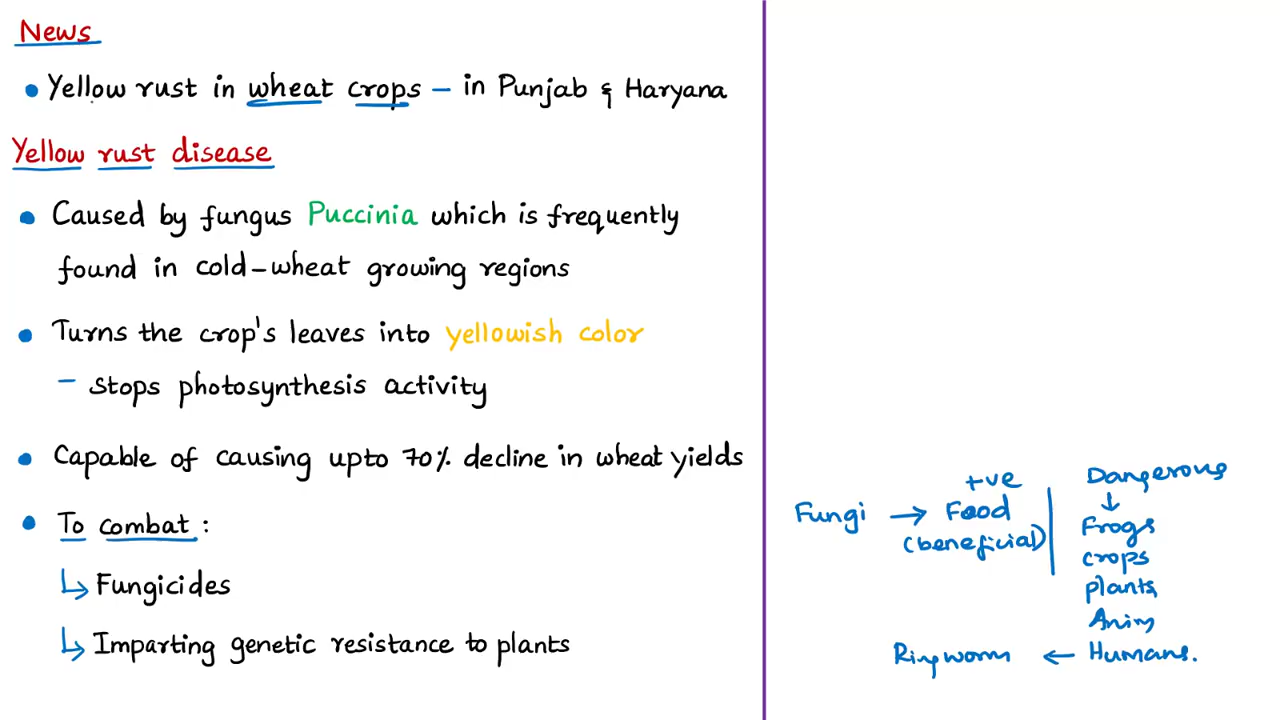 News
• Yellow rust in wheat crops – in Punjab & Haryana
Yellow rust disease
• Caused by fungus Puccinia which is frequently
found in cold-wheat growing regions
• Turns the crop's leaves into yellowish color
– Stops photosynthesis activity
• Capable of causing upto 70% decline in wheat yields
• To combat :
↳ Fungicides
↳ Imparting genetic resistance to plants
+ve
Fungi → Food
(beneficial)
Dangerous
↓
Frogs
crops
plants
Anim
Ringworm ← Humans.